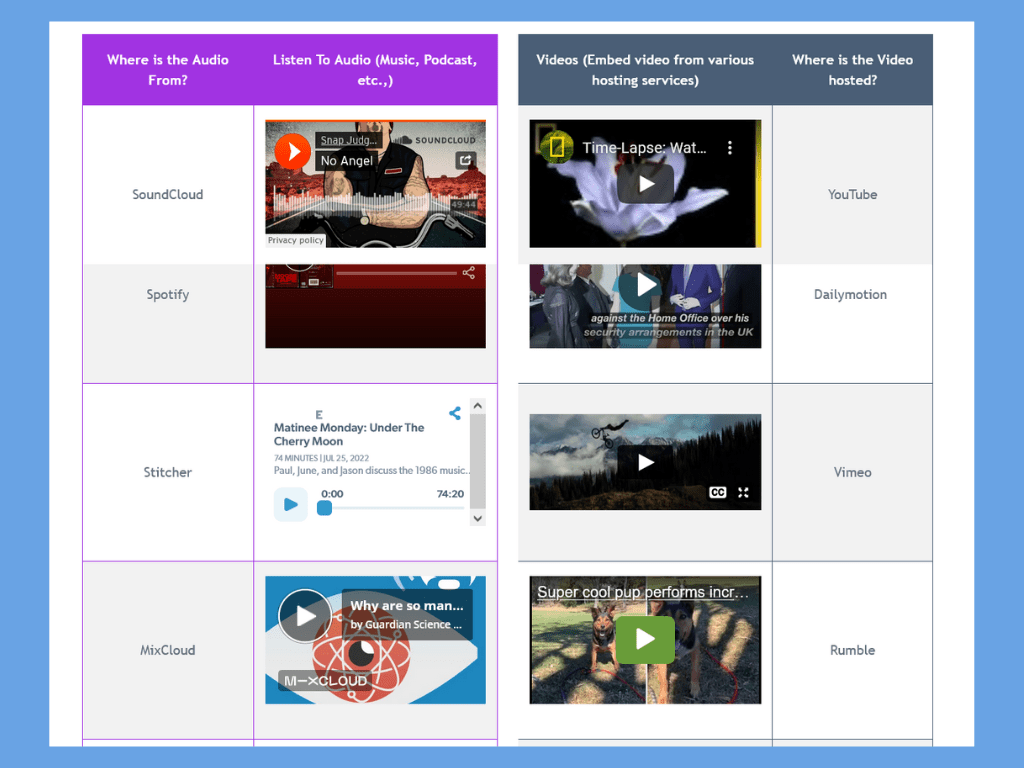 Where is the Audio
From?
Listen To Audio (Music, Podcast,
etc.,)
Videos (Embed video from various
hosting services)
Where is the Video
hosted?
SoundCloud
Snap Judg...
SOUNDCLOUD
No Angel
49:44
Privacy policy
Time-Lapse: Wat...
YouTube
Spotify
against the Home Office over his
security arrangements in the UK
Dailymotion
Stitcher
E
Matinee Monday: Under The
Cherry Moon
74 MINUTES | JUL 25, 2022
Paul, June, and Jason discuss the 1986 music...
0:00
74:20
CC
Vimeo
MixCloud
Why are so man...
by Guardian Science ...
M–XCLOUD
Super cool pup performs incr...
Rumble